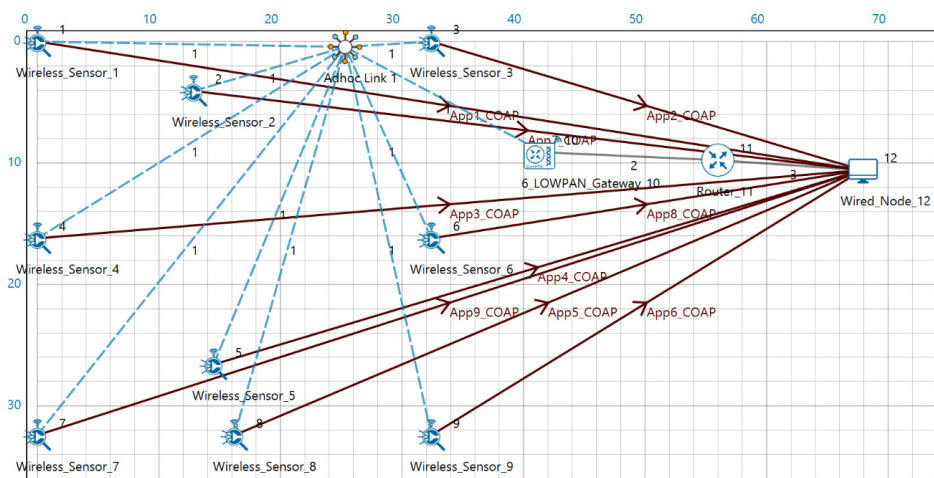 0 10 20 30 40 50 60 70
0
1
3
1
1
Wireless_Sensor_1
Adhoc Link 1
Wireless_Sensor_3
2
1
Wireless_Sensor_2
App1_COAP
App2_COAP
10
11
1
10
2
12
6_LOWPAN_Gateway_10
Router_11
3
Wired_Node_12
4
1
App3_COAP
6
App8_COAP
Wireless_Sensor_4
1
1
1
1
Wireless_Sensor_6
App4_COAP
20
App9_COAP
App5_COAP
App6_COAP
5
Wireless_Sensor_5
30
7
8
9
Wireless_Sensor_7
Wireless_Sensor_8
Wireless_Sensor_9